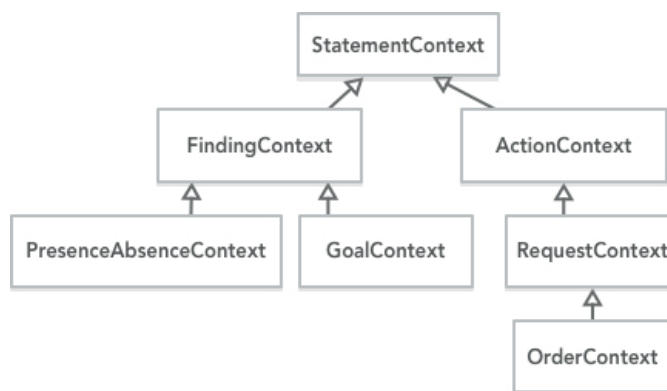 StatementContext
FindingContext
ActionContext
PresenceAbsenceContext
GoalContext
RequestContext
OrderContext